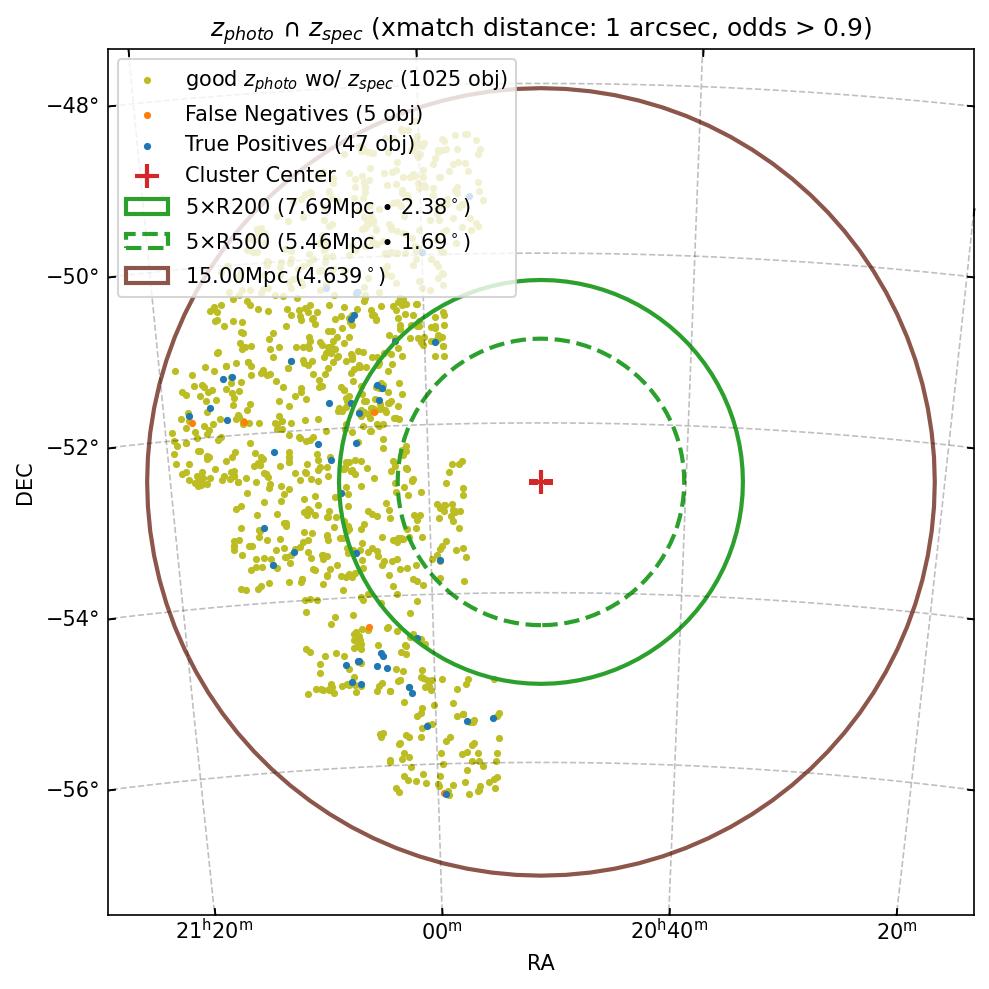 z_photo ∩ z_spec (xmatch distance: 1 arcsec, odds > 0.9)
good z_photo wo/ z_spec (1025 obj)
False Negatives (5 obj)
True Positives (47 obj)
Cluster Center
5×R200 (7.69Mpc • 2.38°)
5×R500 (5.46Mpc • 1.69°)
15.00Mpc (4.639°)
−48°
−50°
−52°
−54°
−56°
DEC
21h20m 00m 20h40m 20m
RA